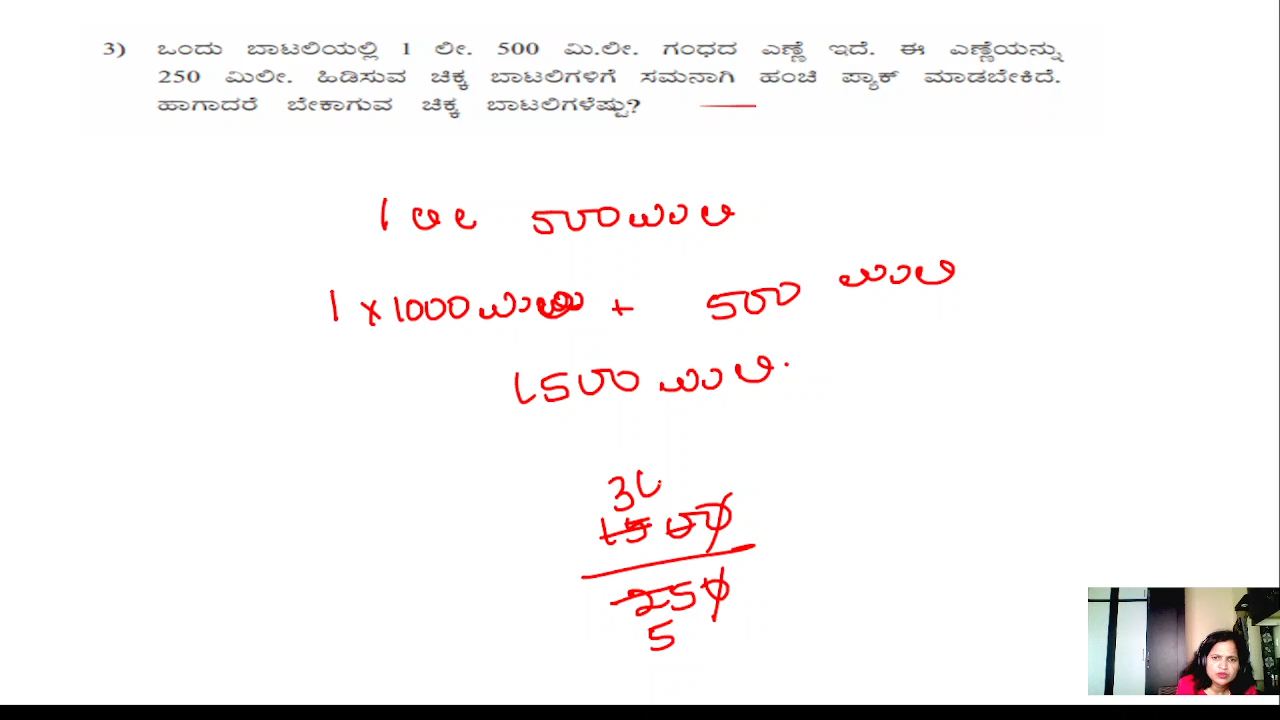 3) ಒಂದು ಬಾಟಲಿಯಲ್ಲಿ 1 ಲೀ. 500 ಮಿ.ಲೀ. ಗಂಧದ ಎಣ್ಣೆ ಇದೆ. ಈ ಎಣ್ಣೆಯನ್ನು
250 ಮಿಲೀ. ಹಿಡಿಸುವ ಚಿಕ್ಕ ಬಾಟಲಿಗಳಿಗೆ ಸಮನಾಗಿ ಹಂಚಿ ಪ್ಯಾಕ್ ಮಾಡಬೇಕಿದೆ.
ಹಾಗಾದರೆ ಬೇಕಾಗುವ ಚಿಕ್ಕ ಬಾಟಲಿಗಳೆಷ್ಟು?
1 ಲೀ 500 ಮಿಲಿ
1 × 1000 ಮಿಲಿ + 500 ಮಿಲಿ
1500 ಮಿಲಿ.
30
1500
250
5